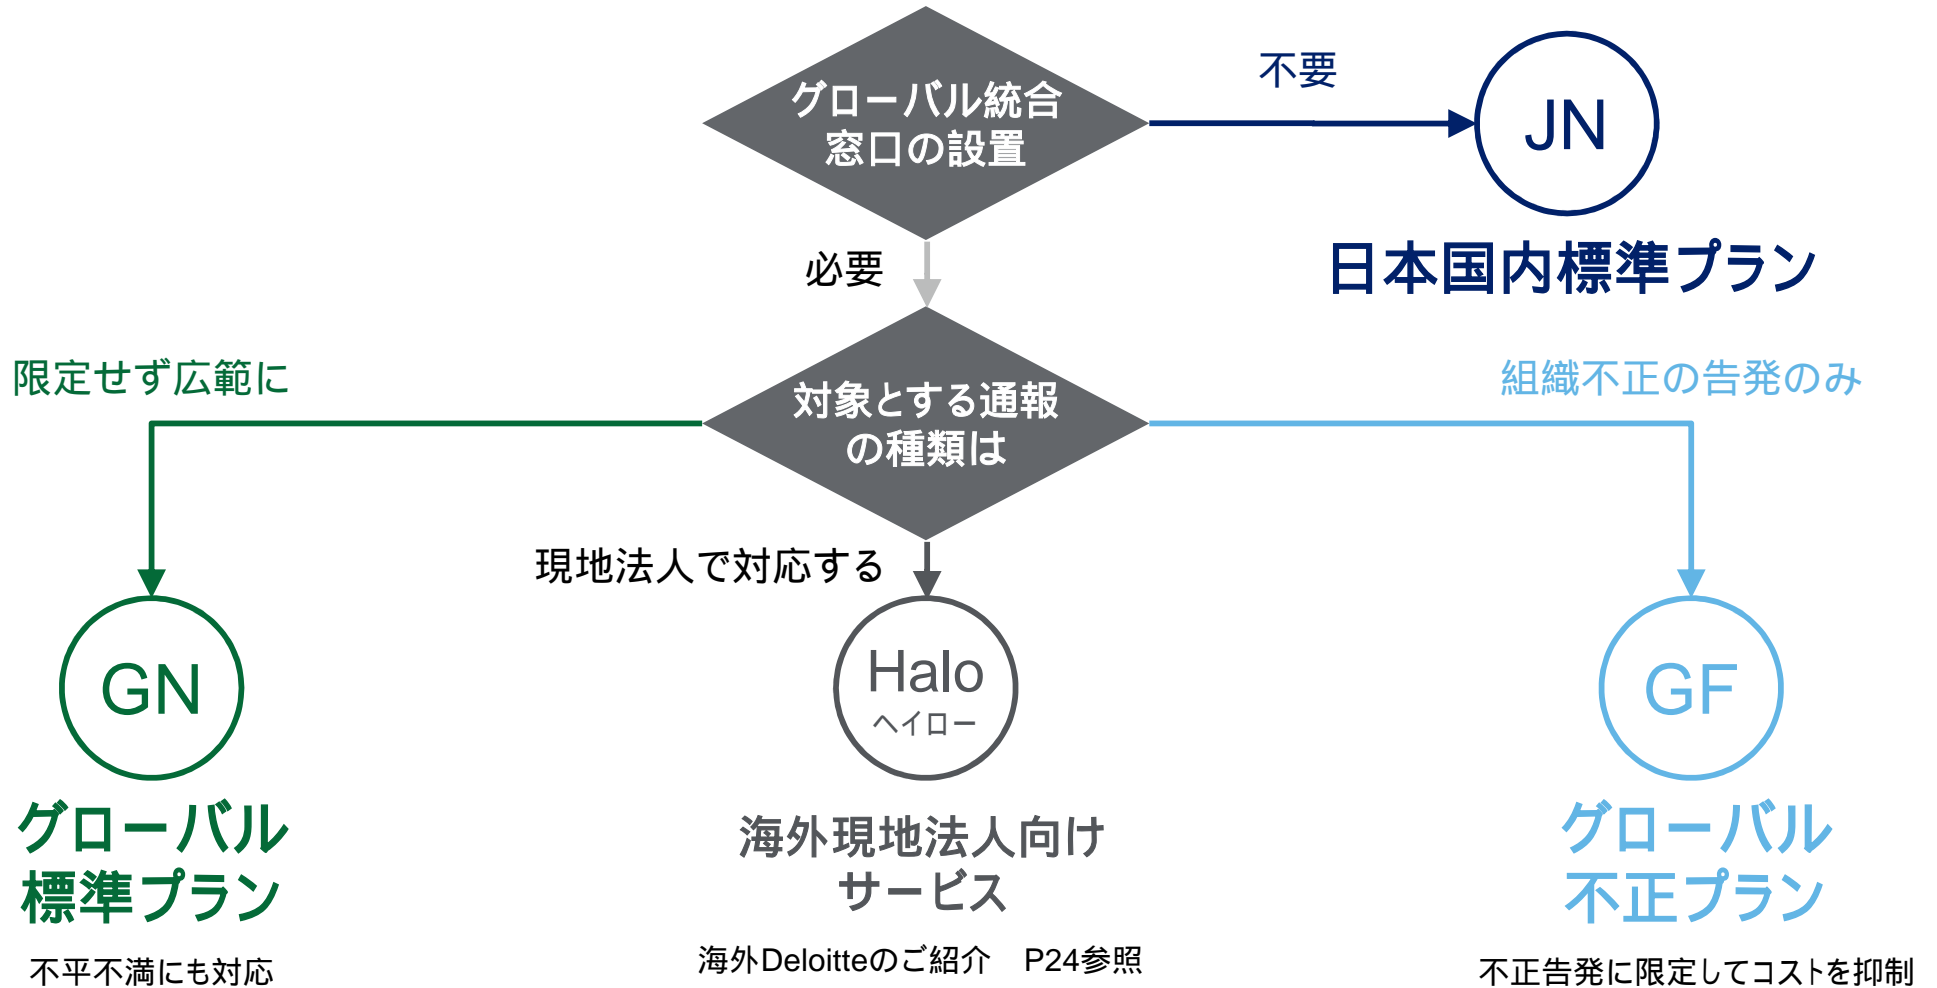 グローバル統合
窓口の設置
不要
JN
日本国内標準プラン
必要
限定せず広範に
対象とする通報
の種類は
組織不正の告発のみ
現地法人で対応する
GN
グローバル
標準プラン
不平不満にも対応
Halo
ヘイロー
海外現地法人向け
サービス
海外Deloitteのご紹介　P24参照
GF
グローバル
不正プラン
不正告発に限定してコストを抑制